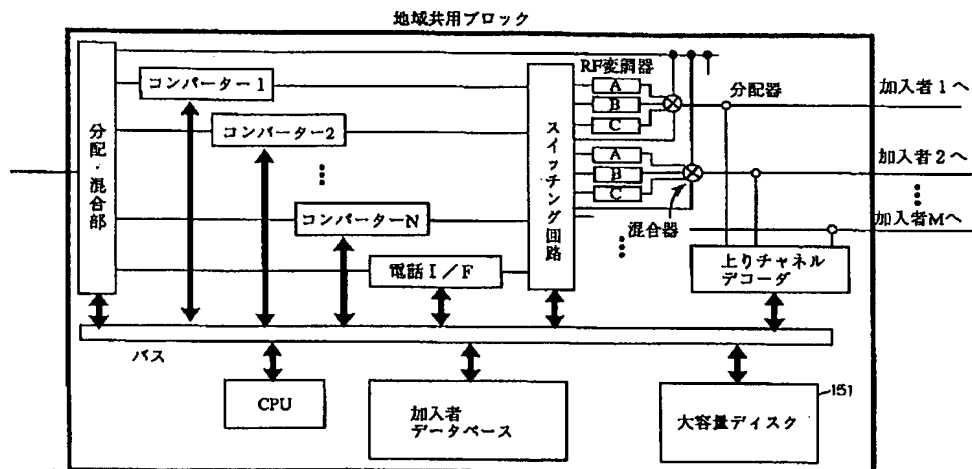 地域共用ブロック
分配・混合部
コンバーター1
コンバーター2
コンバーターN
電話I/F
スイッチング回路
RF変調器
A
B
C
A
B
C
混合器
分配器
加入者1へ
加入者2へ
加入者Mへ
上りチャネル
デコーダ
バス
CPU
加入者
データベース
大容量ディスク
151